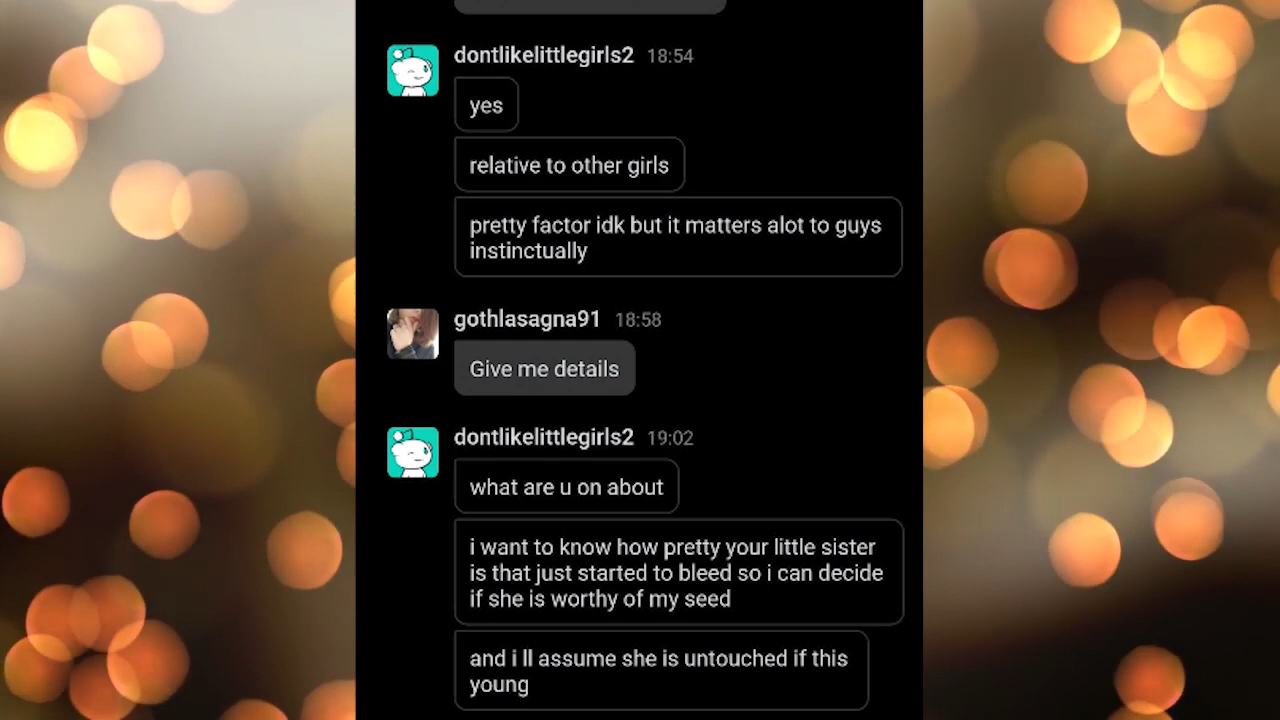 dontlikelittlegirls2 18:54
yes
relative to other girls
pretty factor idk but it matters alot to guys
instinctually
gothlasagna91 18:58
Give me details
dontlikelittlegirls2 19:02
what are u on about
i want to know how pretty your little sister
is that just started to bleed so i can decide
if she is worthy of my seed
and i ll assume she is untouched if this
young